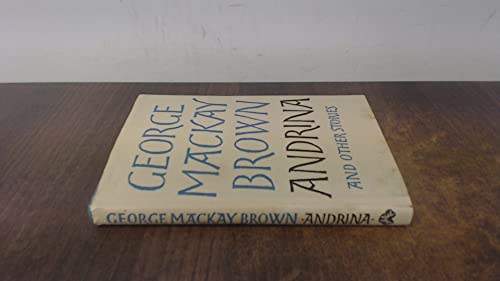 GEORGE
MACKAY
BROWN
ANDRINA
AND OTHER STORIES
GEORGE MACKAY BROWN · ANDRINA ·